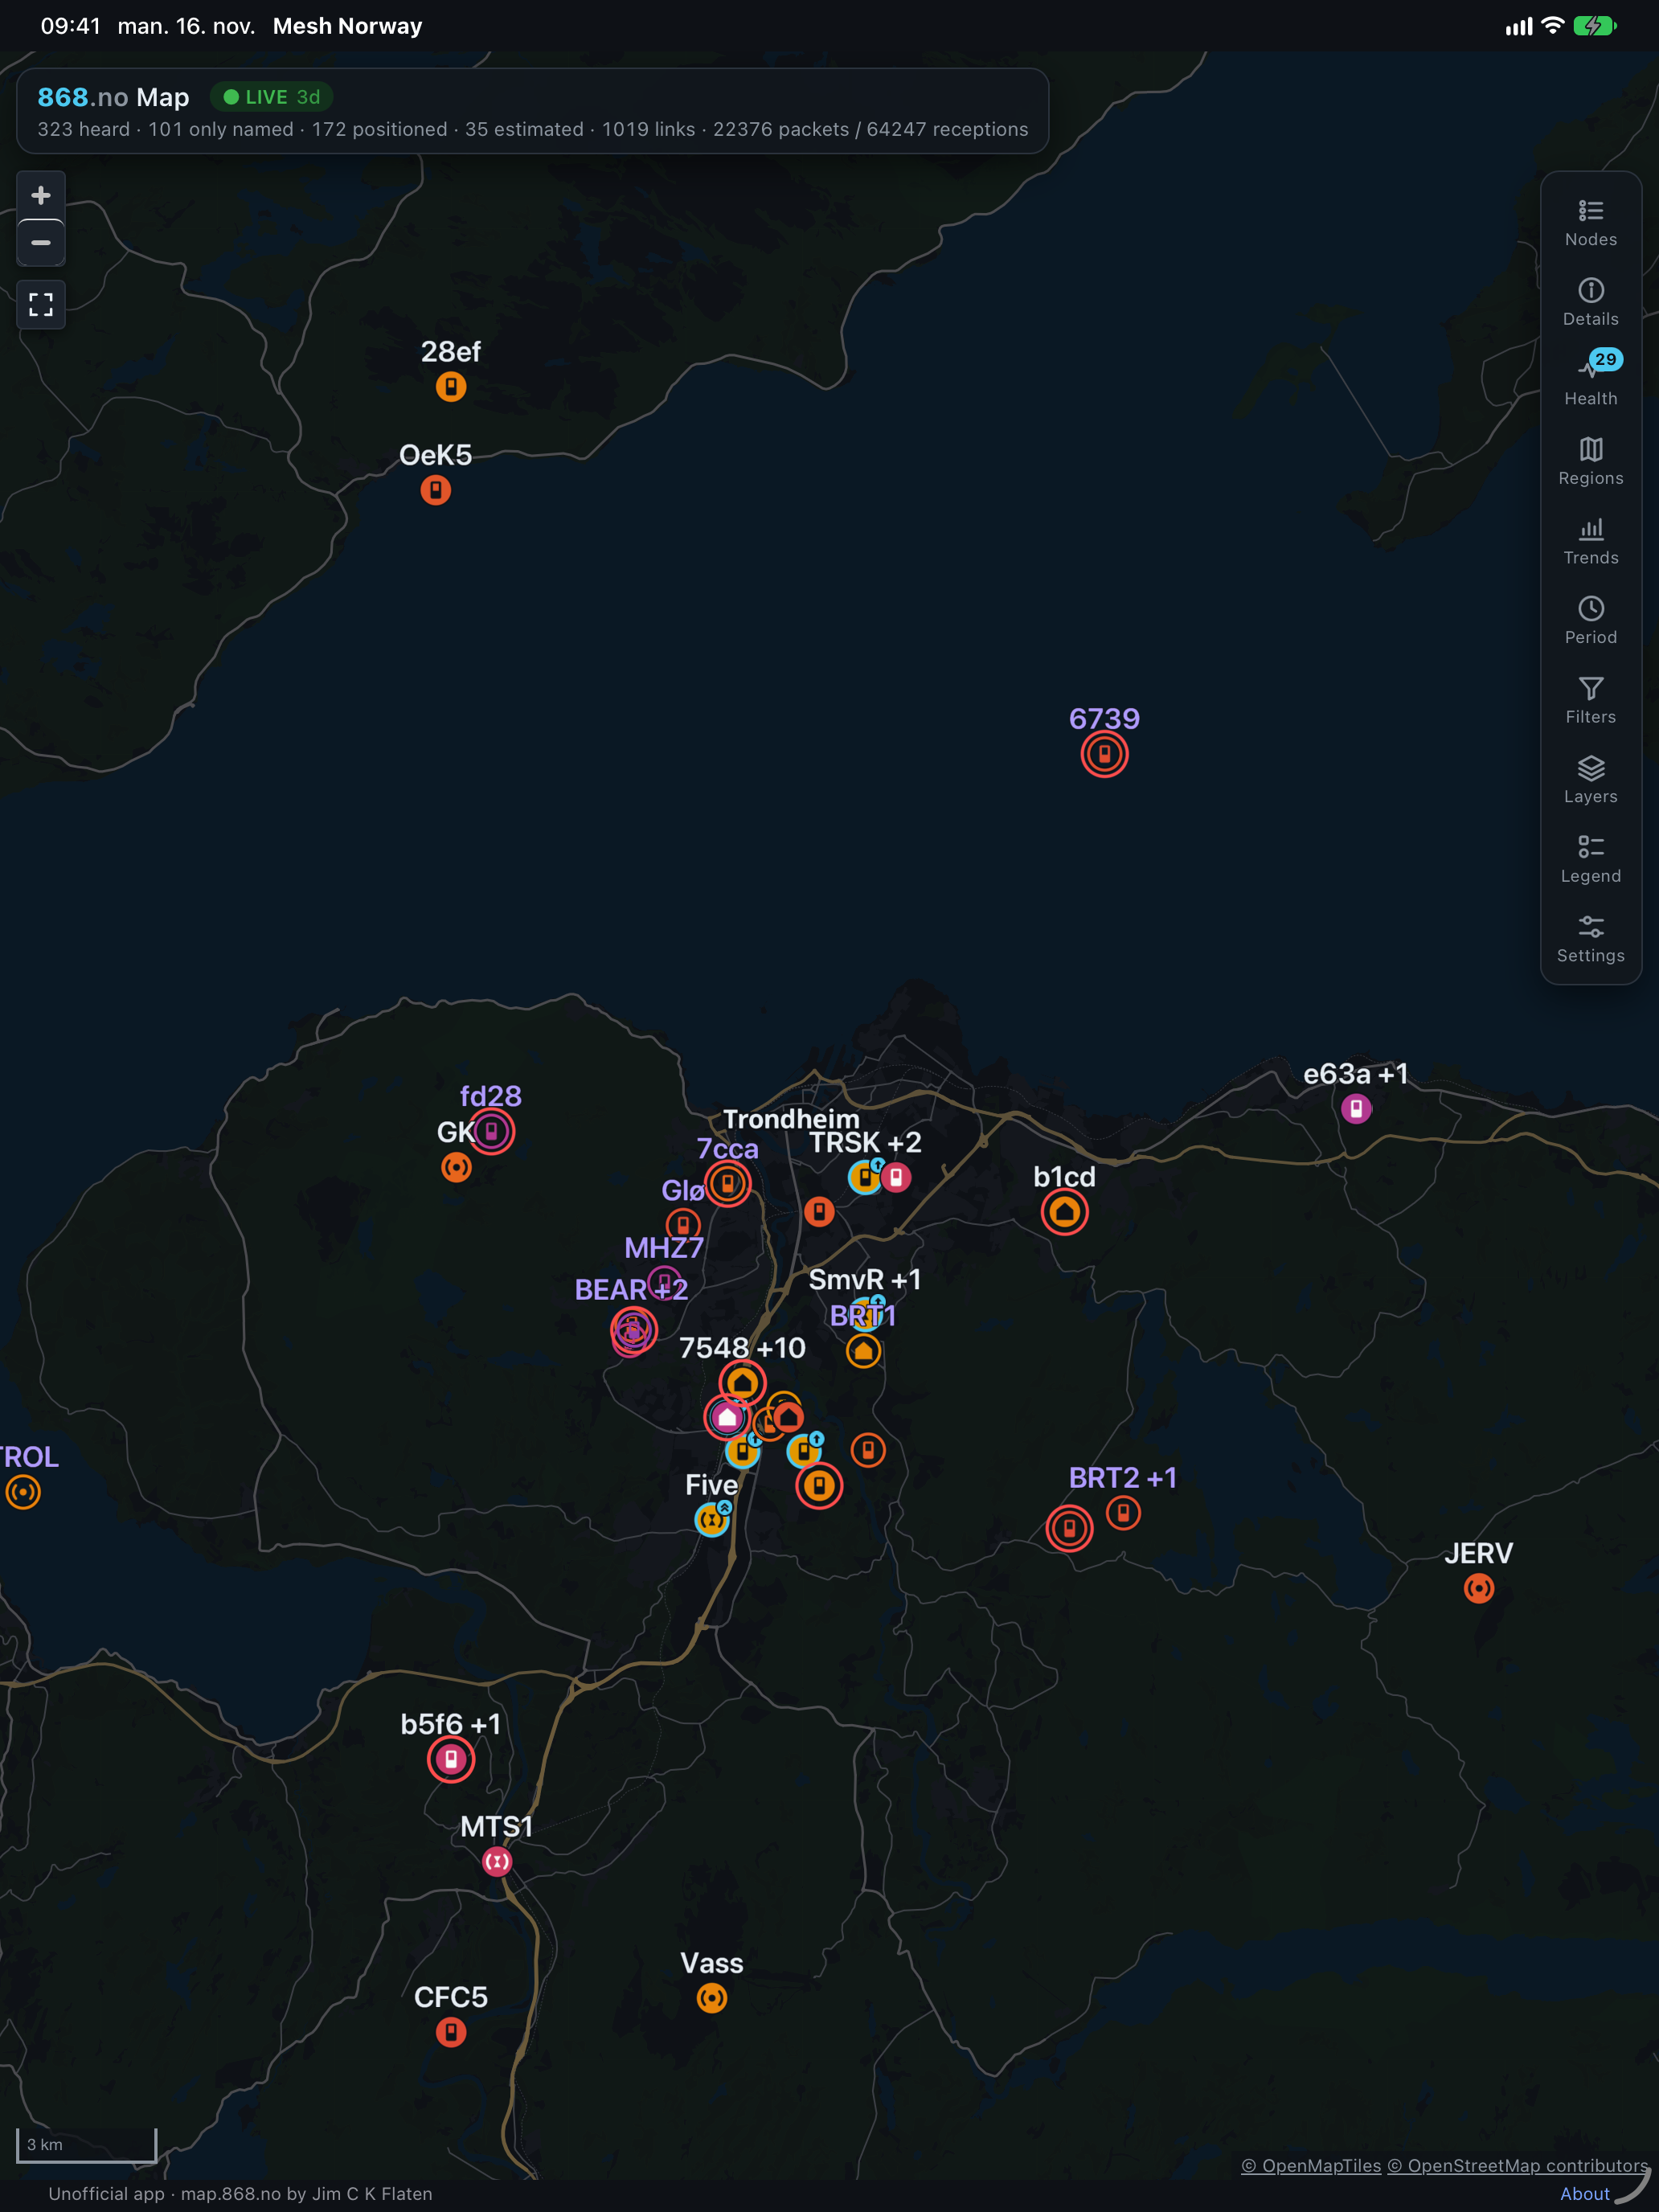 09:41 man. 16. nov. Mesh Norway
868.no Map LIVE 3d
323 heard · 101 only named · 172 positioned · 35 estimated · 1019 links · 22376 packets / 64247 receptions
+
−
Nodes
Details
29
Health
Regions
Trends
Period
Filters
Layers
Legend
Settings
28ef
OeK5
6739
e63a +1
fd28
GK
Trondheim
TRSK +2
7cca
b1cd
Glø
MHZ7
SmvR +1
BEAR +2
BRT1
7548 +10
TROL
BRT2 +1
Five
JERV
b5f6 +1
MTS1
Vass
CFC5
3 km
© OpenMapTiles © OpenStreetMap contributors
Unofficial app · map.868.no by Jim C K Flaten
About